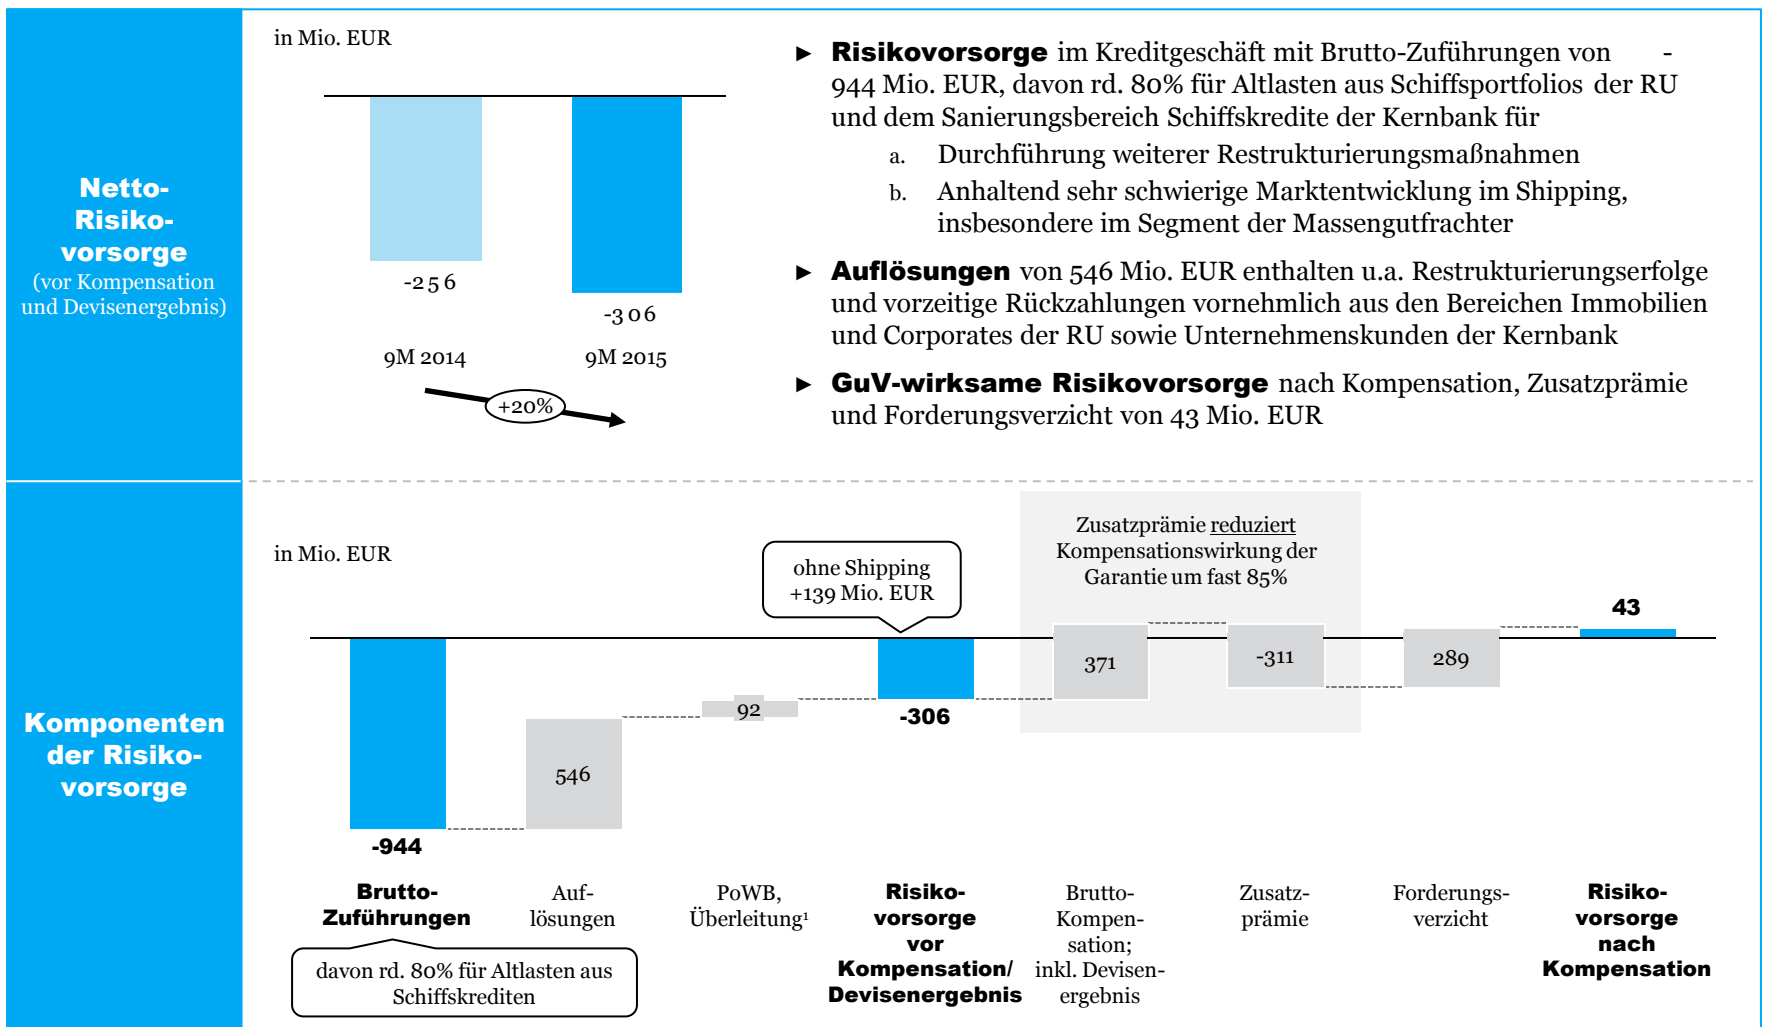 Netto-
Risiko-
vorsorge
(vor Kompensation
und Devisenergebnis)
in Mio. EUR
-256
-306
9M 2014
9M 2015
+20%
► Risikovorsorge im Kreditgeschäft mit Brutto-Zuführungen von -
944 Mio. EUR, davon rd. 80% für Altlasten aus Schiffsportfolios der RU
und dem Sanierungsbereich Schiffskredite der Kernbank für
a. Durchführung weiterer Restrukturierungsmaßnahmen
b. Anhaltend sehr schwierige Marktentwicklung im Shipping,
insbesondere im Segment der Massengutfrachter
► Auflösungen von 546 Mio. EUR enthalten u.a. Restrukturierungserfolge
und vorzeitige Rückzahlungen vornehmlich aus den Bereichen Immobilien
und Corporates der RU sowie Unternehmenskunden der Kernbank
► GuV-wirksame Risikovorsorge nach Kompensation, Zusatzprämie
und Forderungsverzicht von 43 Mio. EUR
Komponenten
der Risiko-
vorsorge
in Mio. EUR
ohne Shipping
+139 Mio. EUR
Zusatzprämie reduziert
Kompensationswirkung der
Garantie um fast 85%
-944
546
92
-306
371
-311
289
43
Brutto-
Zuführungen
Auf-
lösungen
PoWB,
Überleitung¹
Risiko-
vorsorge
vor
Kompensation/
Devisenergebnis
Brutto-
Kompen-
sation;
inkl. Devisen-
ergebnis
Zusatz-
prämie
Forderungs-
verzicht
Risiko-
vorsorge
nach
Kompensation
davon rd. 80% für Altlasten aus
Schiffskrediten